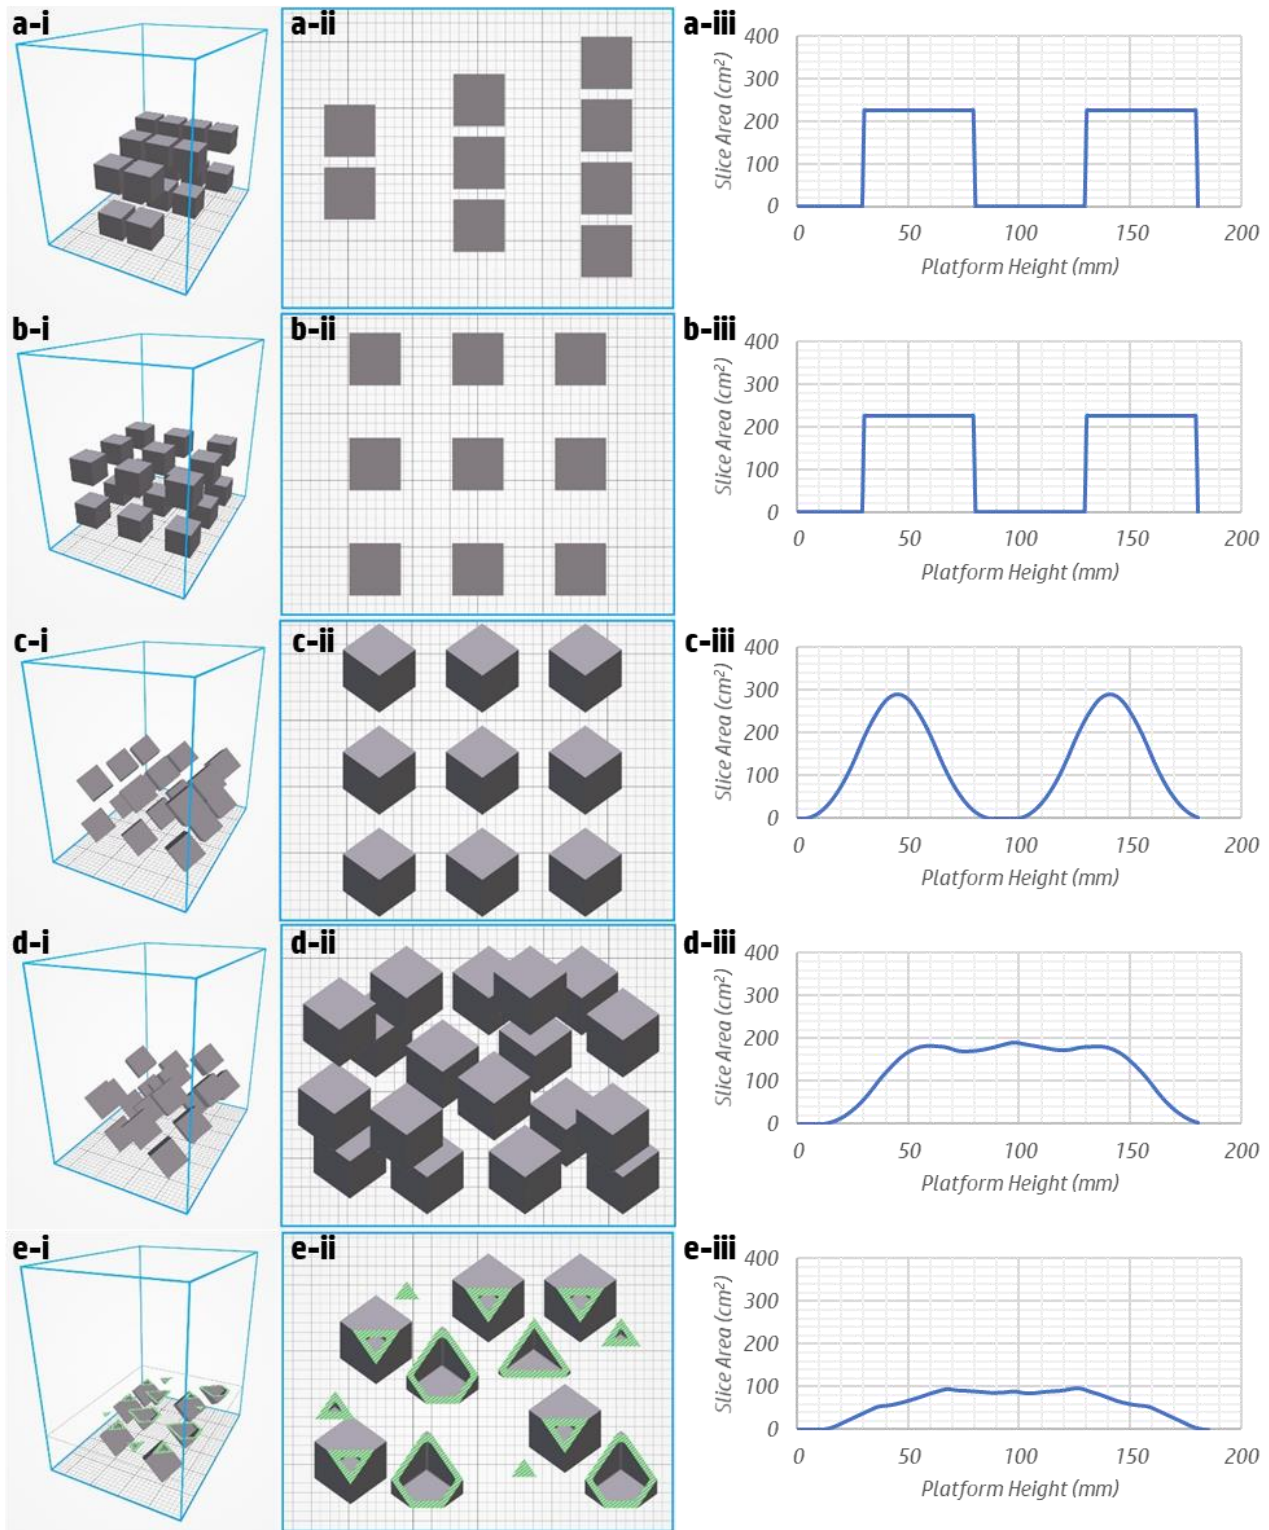 a-i
a-ii
a-iii
Slice Area (cm²)
400
300
200
100
0
0 50 100 150 200
Platform Height (mm)
b-i
b-ii
b-iii
Slice Area (cm²)
400
300
200
100
0
0 50 100 150 200
Platform Height (mm)
c-i
c-ii
c-iii
Slice Area (cm²)
400
300
200
100
0
0 50 100 150 200
Platform Height (mm)
d-i
d-ii
d-iii
Slice Area (cm²)
400
300
200
100
0
0 50 100 150 200
Platform Height (mm)
e-i
e-ii
e-iii
Slice Area (cm²)
400
300
200
100
0
0 50 100 150 200
Platform Height (mm)